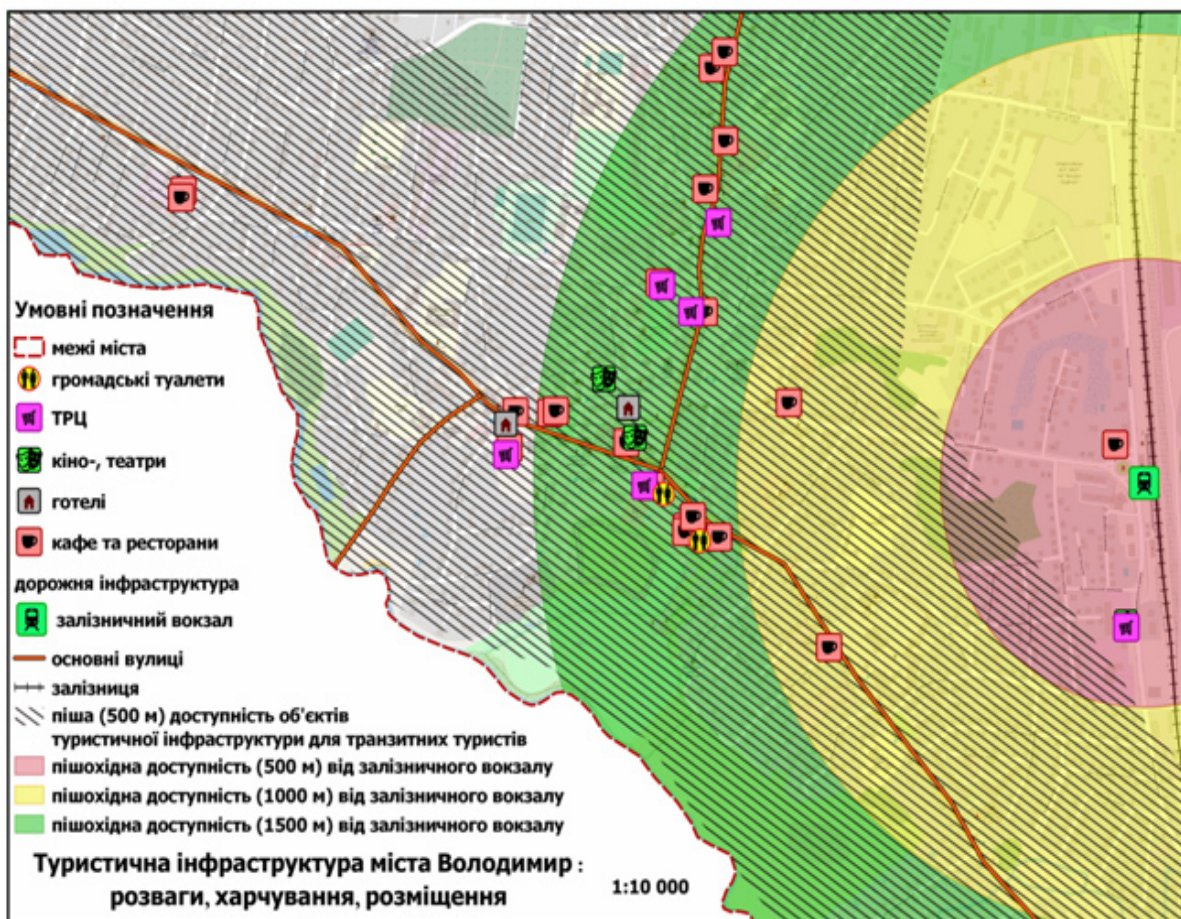 Умовні позначення
межі міста
громадські туалети
ТРЦ
кіно-, театри
готелі
кафе та ресторани
дорожня інфраструктура
залізничний вокзал
основні вулиці
залізниця
піша (500 м) доступність об'єктів
туристичної інфраструктури для транзитних туристів
пішохідна доступність (500 м) від залізничного вокзалу
пішохідна доступність (1000 м) від залізничного вокзалу
пішохідна доступність (1500 м) від залізничного вокзалу
Туристична інфраструктура міста Володимир :
розваги, харчування, розміщення
1:10 000